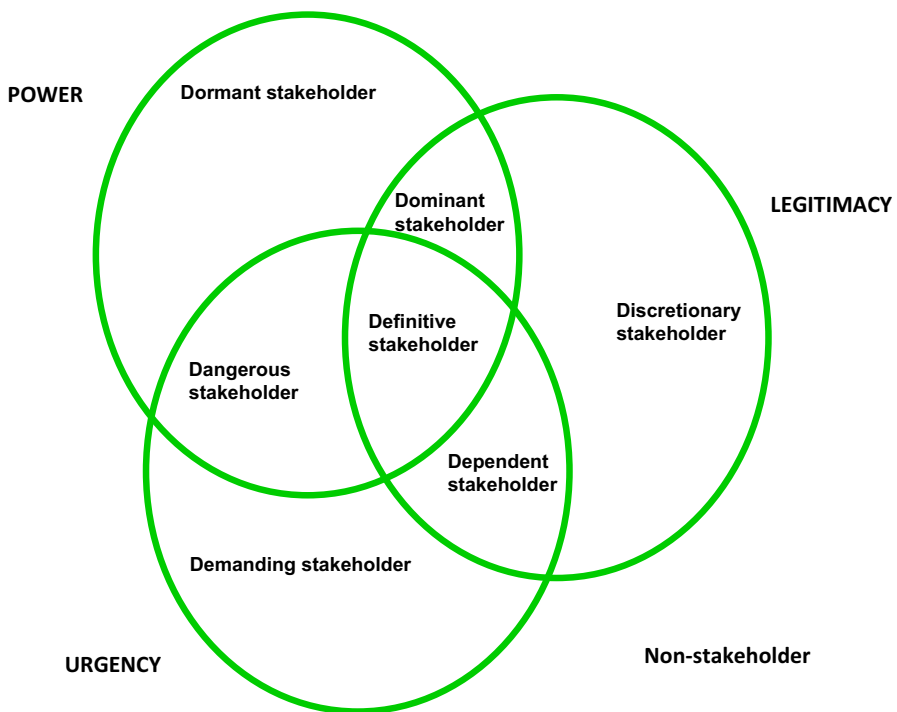 Dormant stakeholder
POWER
Dominant
stakeholder
LEGITIMACY
Definitive
stakeholder
Discretionary
stakeholder
Dangerous
stakeholder
Dependent
stakeholder
Demanding stakeholder
URGENCY
Non-stakeholder